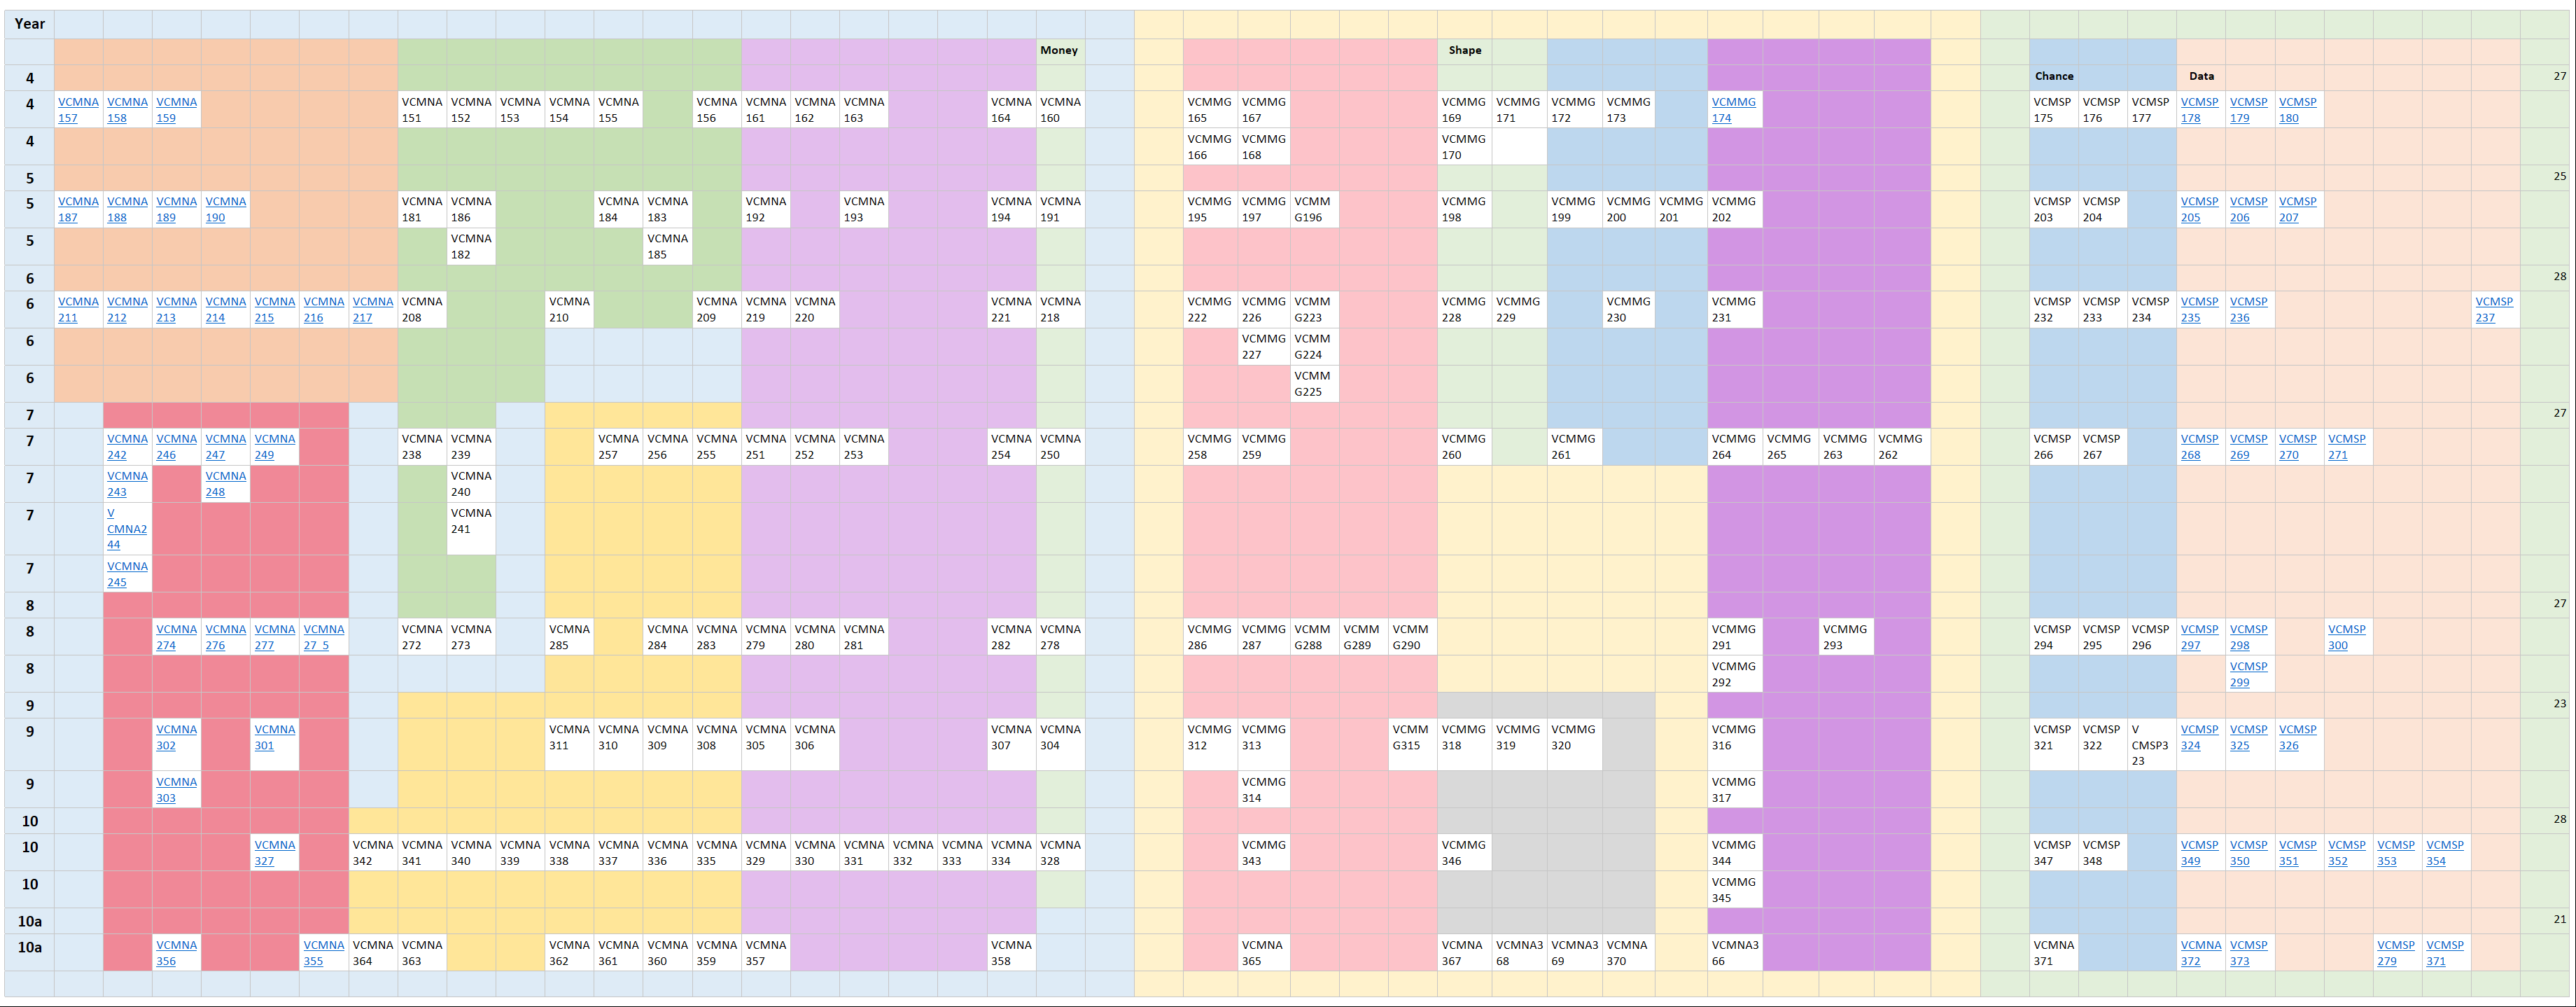 Year
Money Shape
4 Chance Data 27
4 VCMNA 157 VCMNA 158 VCMNA 159 VCMNA 151 VCMNA 152 VCMNA 153 VCMNA 154 VCMNA 155 VCMNA 156 VCMNA 161 VCMNA 162 VCMNA 163 VCMNA 164 VCMNA 160 VCMMG 165 VCMMG 167 VCMMG 169 VCMMG 171 VCMMG 172 VCMMG 173 VCMMG 174 VCMSP 175 VCMSP 176 VCMSP 177 VCMSP 178 VCMSP 179 VCMSP 180
4 VCMMG 166 VCMMG 168 VCMMG 170
5 25
5 VCMNA 187 VCMNA 188 VCMNA 189 VCMNA 190 VCMNA 181 VCMNA 186 VCMNA 184 VCMNA 183 VCMNA 192 VCMNA 193 VCMNA 194 VCMNA 191 VCMMG 195 VCMMG 197 VCMM G196 VCMMG 198 VCMMG 199 VCMMG 200 VCMMG 201 VCMMG 202 VCMSP 203 VCMSP 204 VCMSP 205 VCMSP 206 VCMSP 207
5 VCMNA 182 VCMNA 185
6 28
6 VCMNA 211 VCMNA 212 VCMNA 213 VCMNA 214 VCMNA 215 VCMNA 216 VCMNA 217 VCMNA 208 VCMNA 210 VCMNA 209 VCMNA 219 VCMNA 220 VCMNA 221 VCMNA 218 VCMMG 222 VCMMG 226 VCMM G223 VCMMG 228 VCMMG 229 VCMMG 230 VCMMG 231 VCMSP 232 VCMSP 233 VCMSP 234 VCMSP 235 VCMSP 236 VCMSP 237
6 VCMMG 227 VCMM G224
6 VCMM G225
7 27
7 VCMNA 242 VCMNA 246 VCMNA 247 VCMNA 249 VCMNA 238 VCMNA 239 VCMNA 257 VCMNA 256 VCMNA 255 VCMNA 251 VCMNA 252 VCMNA 253 VCMNA 254 VCMNA 250 VCMMG 258 VCMMG 259 VCMMG 260 VCMMG 261 VCMMG 264 VCMMG 265 VCMMG 263 VCMMG 262 VCMSP 266 VCMSP 267 VCMSP 268 VCMSP 269 VCMSP 270 VCMSP 271
7 VCMNA 243 VCMNA 248 VCMNA 240
7 V CMNA2 44 VCMNA 241
7 VCMNA 245
8 27
8 VCMNA 274 VCMNA 276 VCMNA 277 VCMNA 27 5 VCMNA 272 VCMNA 273 VCMNA 285 VCMNA 284 VCMNA 283 VCMNA 279 VCMNA 280 VCMNA 281 VCMNA 282 VCMNA 278 VCMMG 286 VCMMG 287 VCMM G288 VCMM G289 VCMM G290 VCMMG 291 VCMMG 293 VCMSP 294 VCMSP 295 VCMSP 296 VCMSP 297 VCMSP 298 VCMSP 300
8 VCMMG 292 VCMSP 299
9 23
9 VCMNA 302 VCMNA 301 VCMNA 311 VCMNA 310 VCMNA 309 VCMNA 308 VCMNA 305 VCMNA 306 VCMNA 307 VCMNA 304 VCMMG 312 VCMMG 313 VCMM G315 VCMMG 318 VCMMG 319 VCMMG 320 VCMMG 316 VCMSP 321 VCMSP 322 V CMSP3 23 VCMSP 324 VCMSP 325 VCMSP 326
9 VCMNA 303 VCMMG 314 VCMMG 317
10 28
10 VCMNA 327 VCMNA 342 VCMNA 341 VCMNA 340 VCMNA 339 VCMNA 338 VCMNA 337 VCMNA 336 VCMNA 335 VCMNA 329 VCMNA 330 VCMNA 331 VCMNA 332 VCMNA 333 VCMNA 334 VCMNA 328 VCMMG 343 VCMMG 346 VCMMG 344 VCMSP 347 VCMSP 348 VCMSP 349 VCMSP 350 VCMSP 351 VCMSP 352 VCMSP 353 VCMSP 354
10 VCMMG 345
10a 21
10a VCMNA 356 VCMNA 355 VCMNA 364 VCMNA 363 VCMNA 362 VCMNA 361 VCMNA 360 VCMNA 359 VCMNA 357 VCMNA 358 VCMNA 365 VCMNA 367 VCMNA3 68 VCMNA3 69 VCMNA 370 VCMNA3 66 VCMNA 371 VCMNA 372 VCMSP 373 VCMSP 279 VCMSP 371